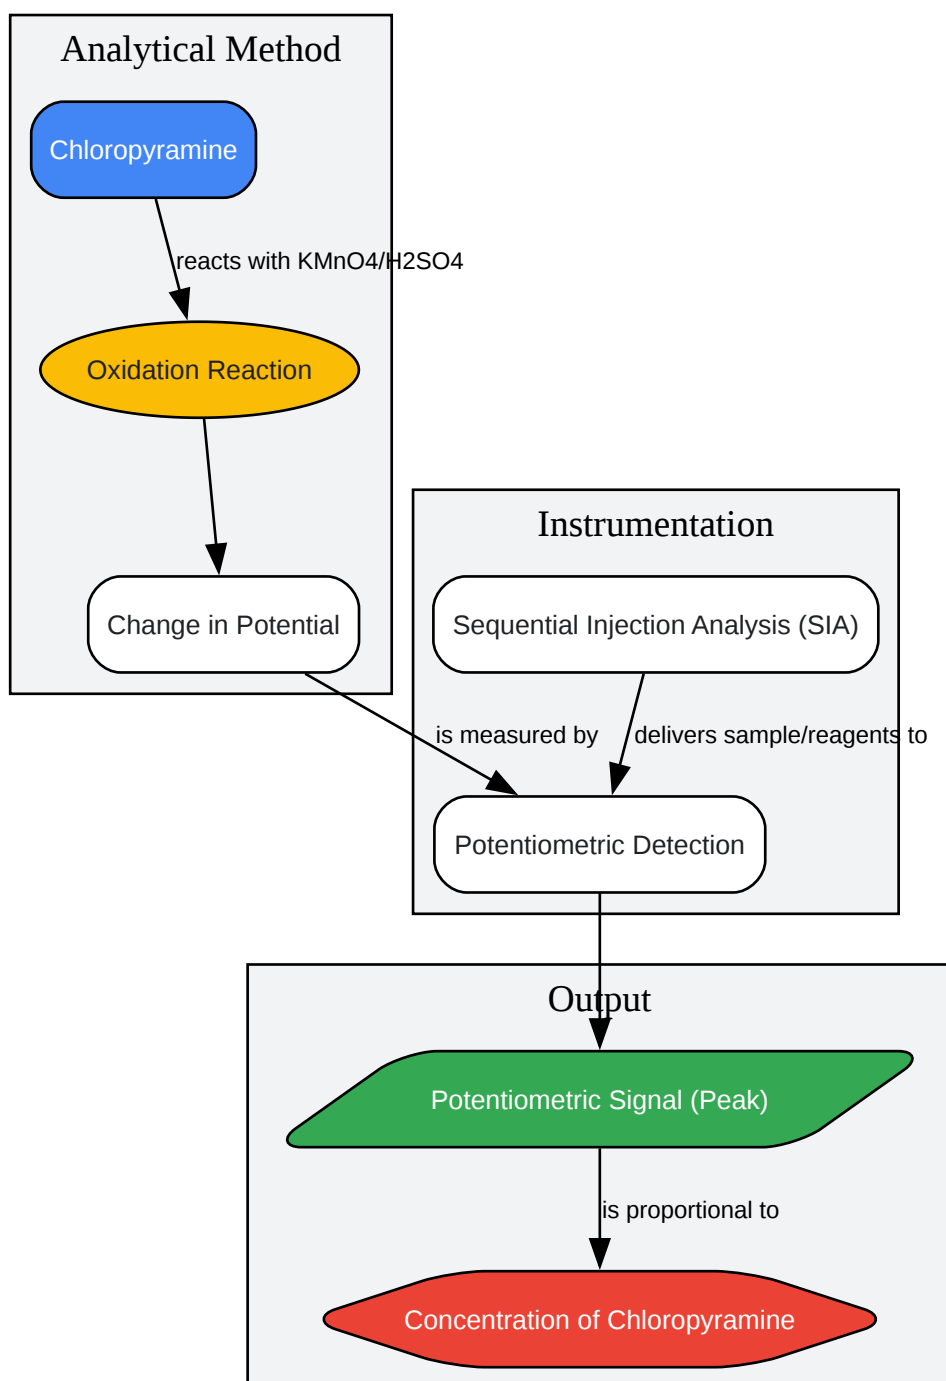 Analytical Method
Chloropyramine
reacts with KMnO4/H2SO4
Oxidation Reaction
Change in Potential
Instrumentation
Sequential Injection Analysis (SIA)
is measured by
delivers sample/reagents to
Potentiometric Detection
Output
Potentiometric Signal (Peak)
is proportional to
Concentration of Chloropyramine